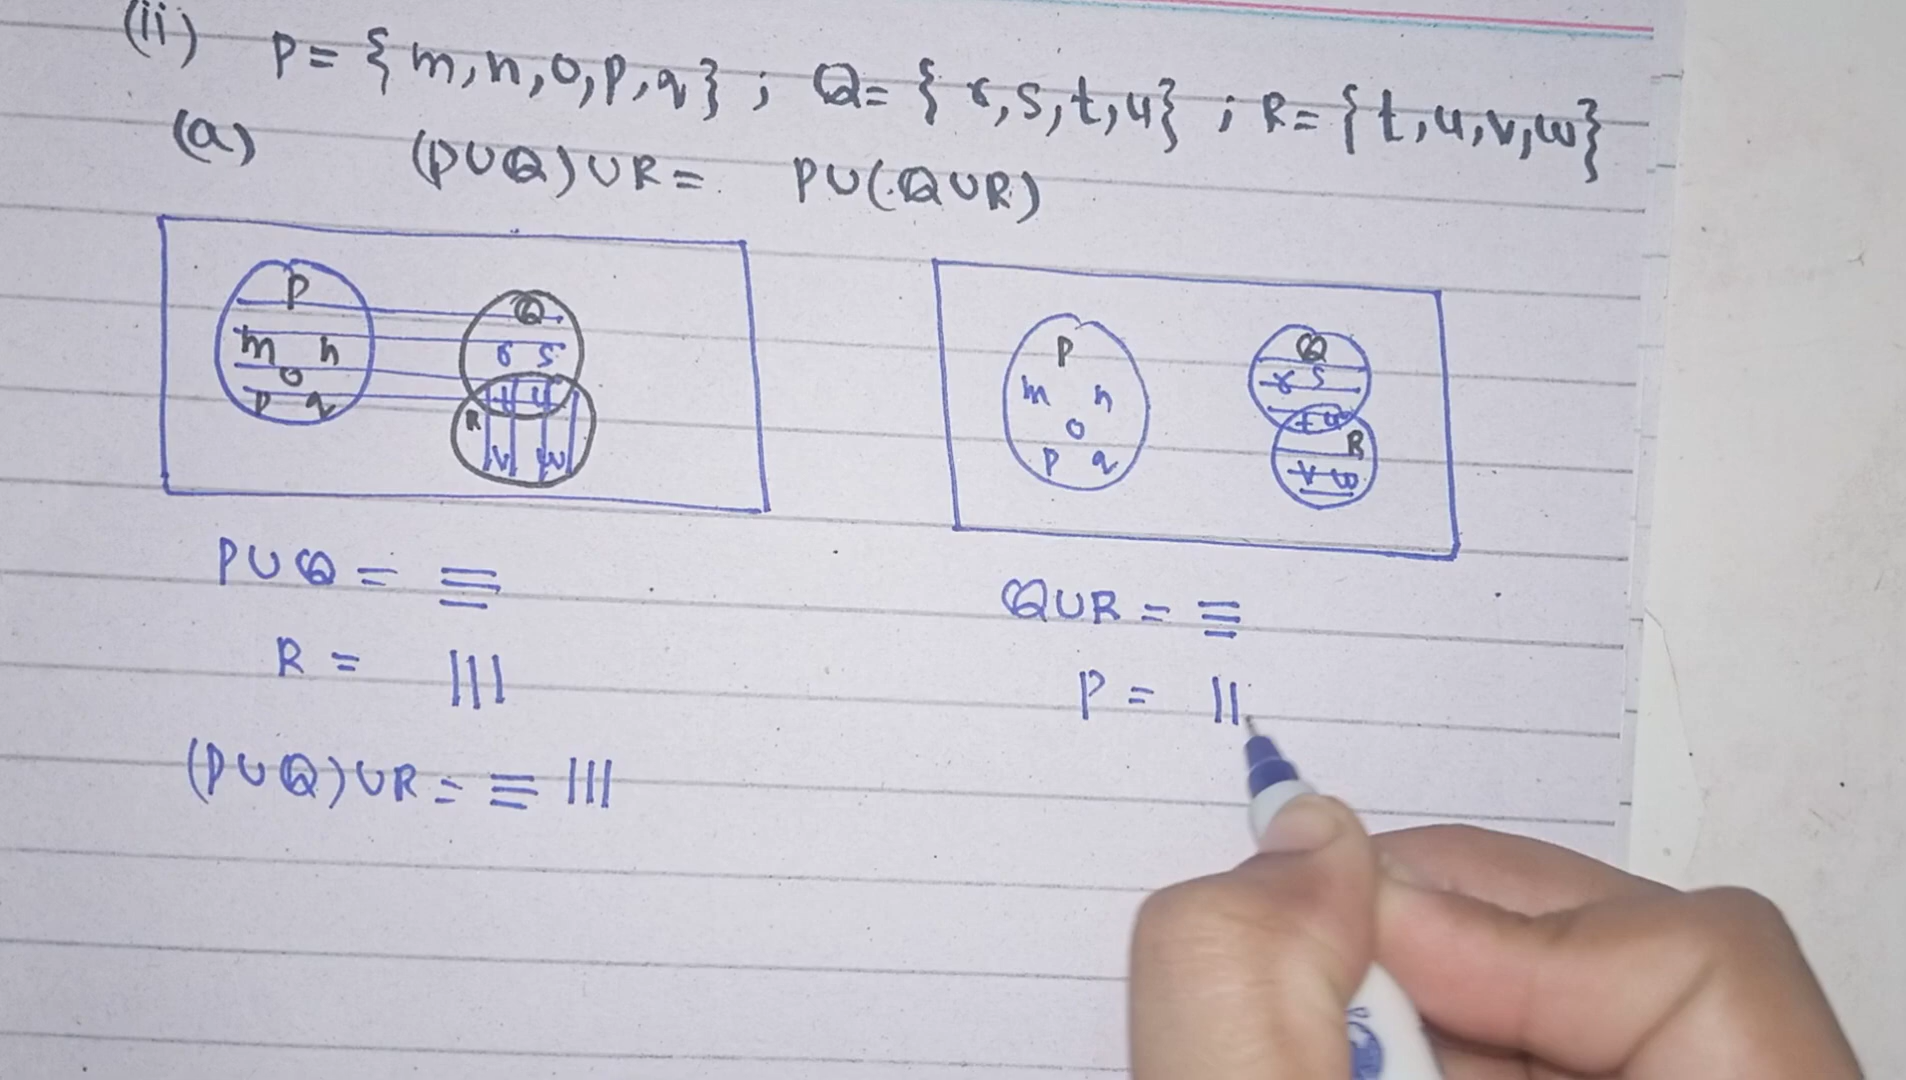 (ii) P = { m, n, o, p, q } ; Q = { r, s, t, u } ; R = { t, u, v, w }
(a) (P∪Q)∪R = P∪(Q∪R)
P
m n
o
p q
Q
r s
t u
R
v w
P
m n
o
p q
Q
r s
t u
R
v w
P∪Q = ≡
R = |||
(P∪Q)∪R = ≡ |||
Q∪R = ≡
P = ||